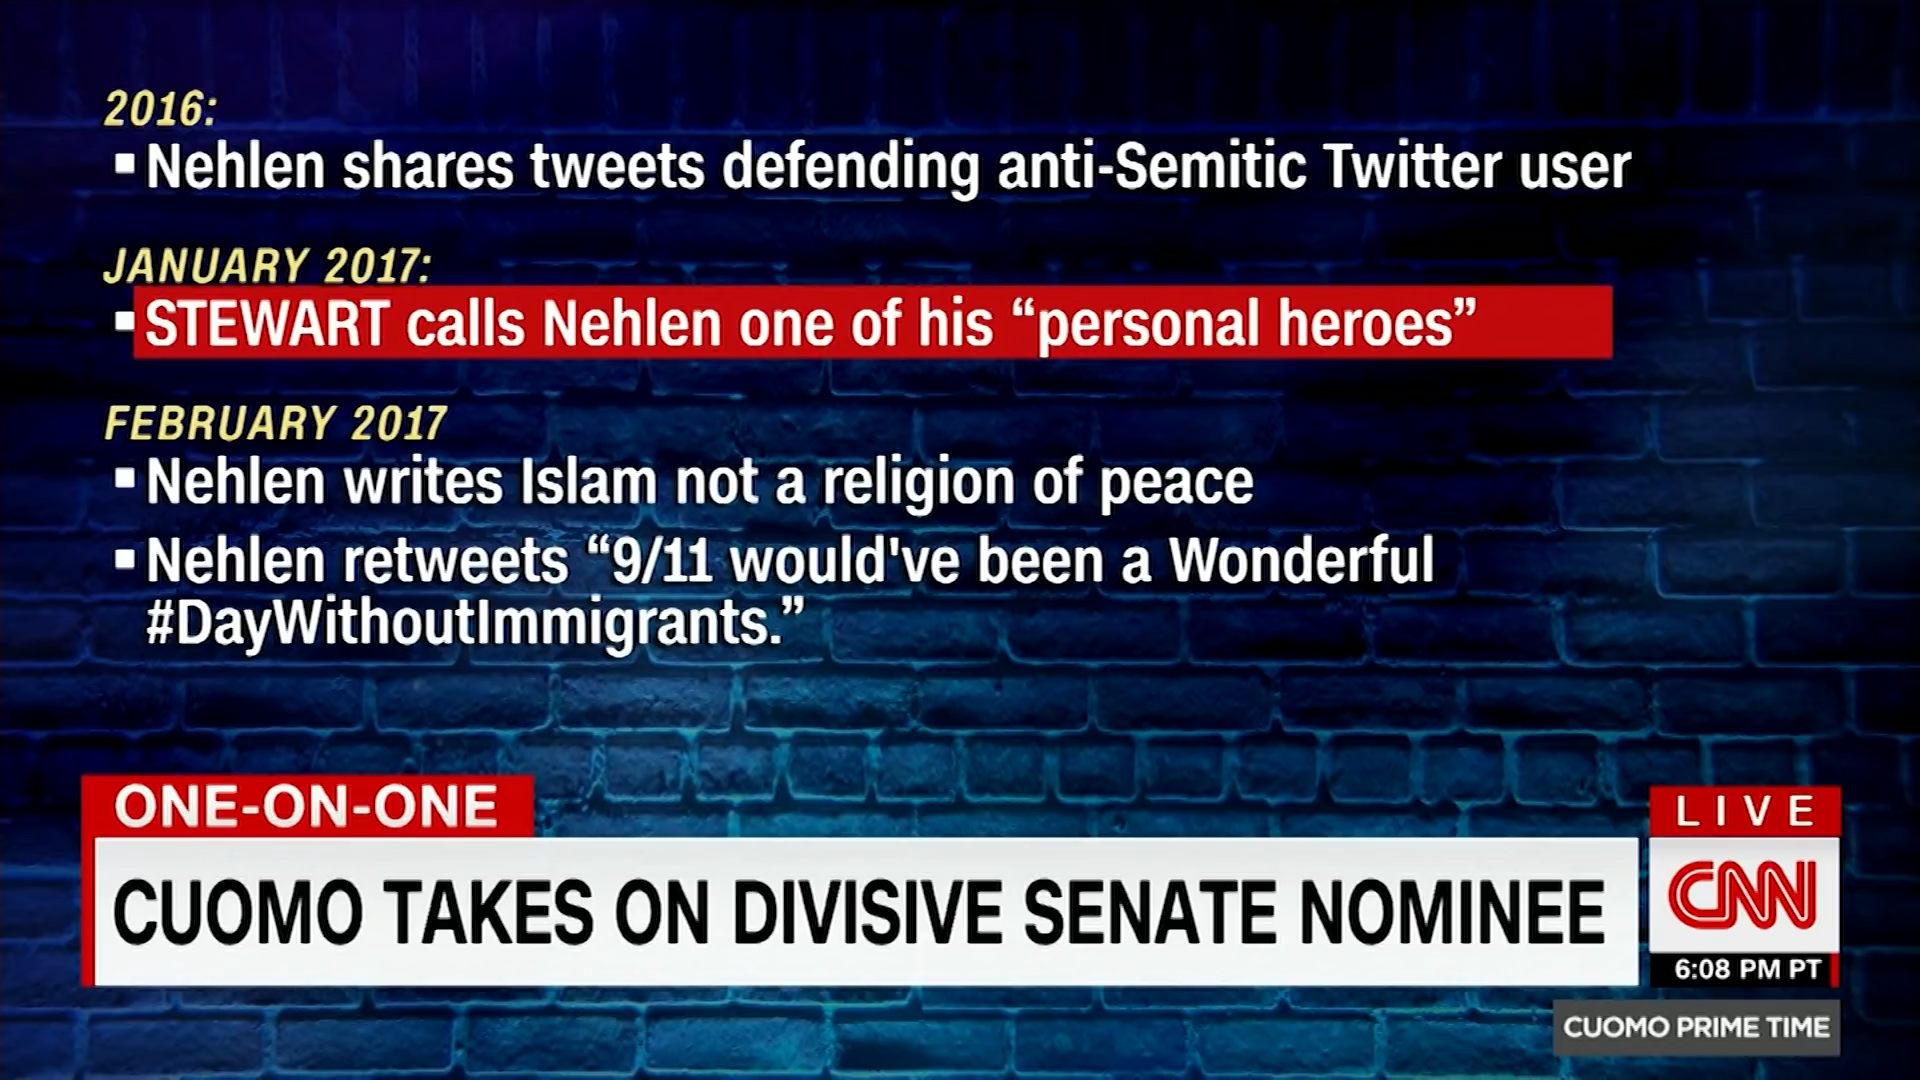 2016:
▪ Nehlen shares tweets defending anti-Semitic Twitter user
JANUARY 2017:
▪ STEWART calls Nehlen one of his “personal heroes”
FEBRUARY 2017
▪ Nehlen writes Islam not a religion of peace
▪ Nehlen retweets “9/11 would've been a Wonderful
#DayWithoutImmigrants.”
ONE-ON-ONE
CUOMO TAKES ON DIVISIVE SENATE NOMINEE
LIVE
CNN
6:08 PM PT
CUOMO PRIME TIME